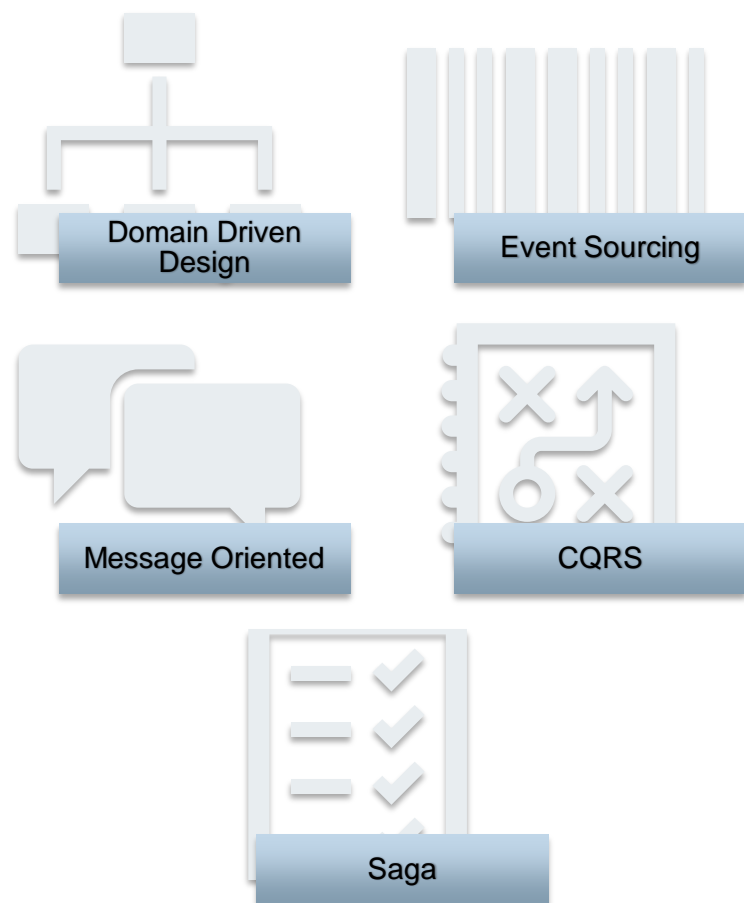 Domain Driven
Design
Event Sourcing
Message Oriented
CQRS
Saga